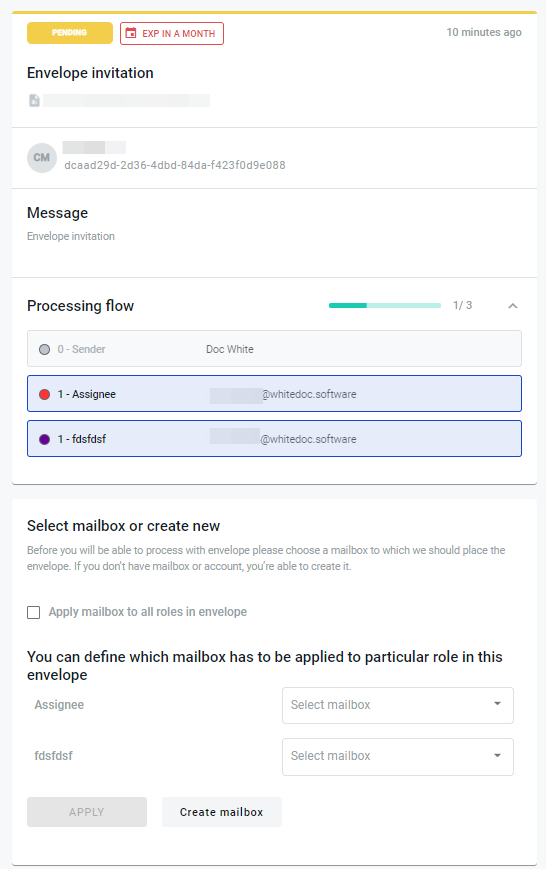 PENDING
EXP IN A MONTH
10 minutes ago
Envelope invitation
CM
dcaad29d-2d36-4dbd-84da-f423f0d9e088
Message
Envelope invitation
Processing flow
1/ 3
0 - Sender
Doc White
1 - Assignee
@whitedoc.software
1 - fdsfdsf
@whitedoc.software
Select mailbox or create new
Before you will be able to process with envelope please choose a mailbox to which we should place the
envelope. If you don't have mailbox or account, you're able to create it.
Apply mailbox to all roles in envelope
You can define which mailbox has to be applied to particular role in this
envelope
Assignee
Select mailbox
fdsfdsf
Select mailbox
APPLY
Create mailbox